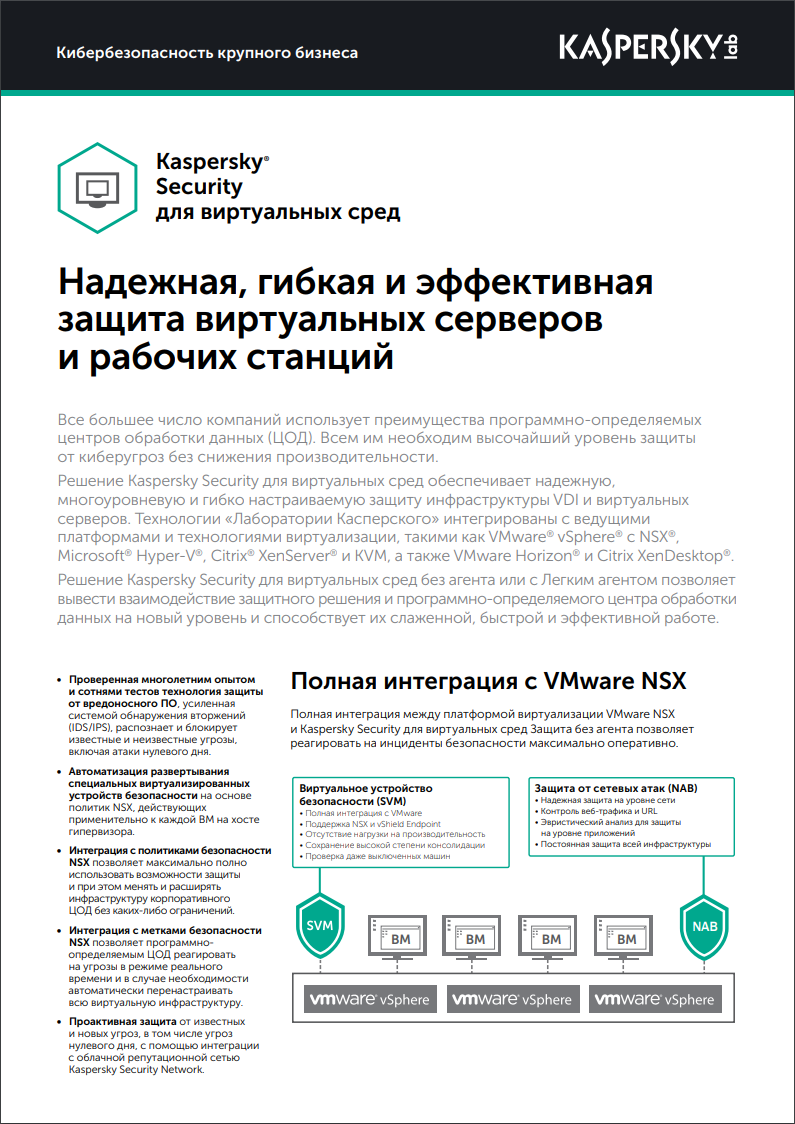 Кибербезопасность крупного бизнеса
KASPERSKY lab
Kaspersky®
Security
для виртуальных сред
Надежная, гибкая и эффективная
защита виртуальных серверов
и рабочих станций
Все большее число компаний использует преимущества программно-определяемых
центров обработки данных (ЦОД). Всем им необходим высочайший уровень защиты
от киберугроз без снижения производительности.
Решение Kaspersky Security для виртуальных сред обеспечивает надежную,
многоуровневую и гибко настраиваемую защиту инфраструктуры VDI и виртуальных
серверов. Технологии «Лаборатории Касперского» интегрированы с ведущими
платформами и технологиями виртуализации, такими как VMware® vSphere® с NSX®,
Microsoft® Hyper-V®, Citrix® XenServer® и KVM, а также VMware Horizon® и Citrix XenDesktop®.
Решение Kaspersky Security для виртуальных сред без агента или с Легким агентом позволяет
вывести взаимодействие защитного решения и программно-определяемого центра обработки
данных на новый уровень и способствует их слаженной, быстрой и эффективной работе.
• Проверенная многолетним опытом
и сотнями тестов технология защиты
от вредоносного ПО, усиленная
системой обнаружения вторжений
(IDS/IPS), распознает и блокирует
известные и неизвестные угрозы,
включая атаки нулевого дня.
• Автоматизация развертывания
специальных виртуализированных
устройств безопасности на основе
политик NSX, действующих
применительно к каждой ВМ на хосте
гипервизора.
• Интеграция с политиками безопасности
NSX позволяет максимально полно
использовать возможности защиты
и при этом менять и расширять
инфраструктуру корпоративного
ЦОД без каких-либо ограничений.
• Интеграция с метками безопасности
NSX позволяет программно-
определяемым ЦОД реагировать
на угрозы в режиме реального
времени и в случае необходимости
автоматически перенастраивать
всю виртуальную инфраструктуру.
• Проактивная защита от известных
и новых угроз, в том числе угроз
нулевого дня, с помощью интеграции
с облачной репутационной сетью
Kaspersky Security Network.
Полная интеграция с VMware NSX
Полная интеграция между платформой виртуализации VMware NSX
и Kaspersky Security для виртуальных сред Защита без агента позволяет
реагировать на инциденты безопасности максимально оперативно.
Виртуальное устройство
безопасности (SVM)
• Полная интеграция с VMware
• Поддержка NSX и vShield Endpoint
• Отсутствие нагрузки на производительность
• Сохранение высокой степени консолидации
• Проверка даже выключенных машин
Защита от сетевых атак (NAB)
• Надежная защита на уровне сети
• Контроль веб-трафика и URL
• Эвристический анализ для защиты
на уровне приложений
• Постоянная защита всей инфраструктуры
SVM
ВМ
ВМ
ВМ
ВМ
NAB
vmware® vSphere
vmware® vSphere
vmware® vSphere